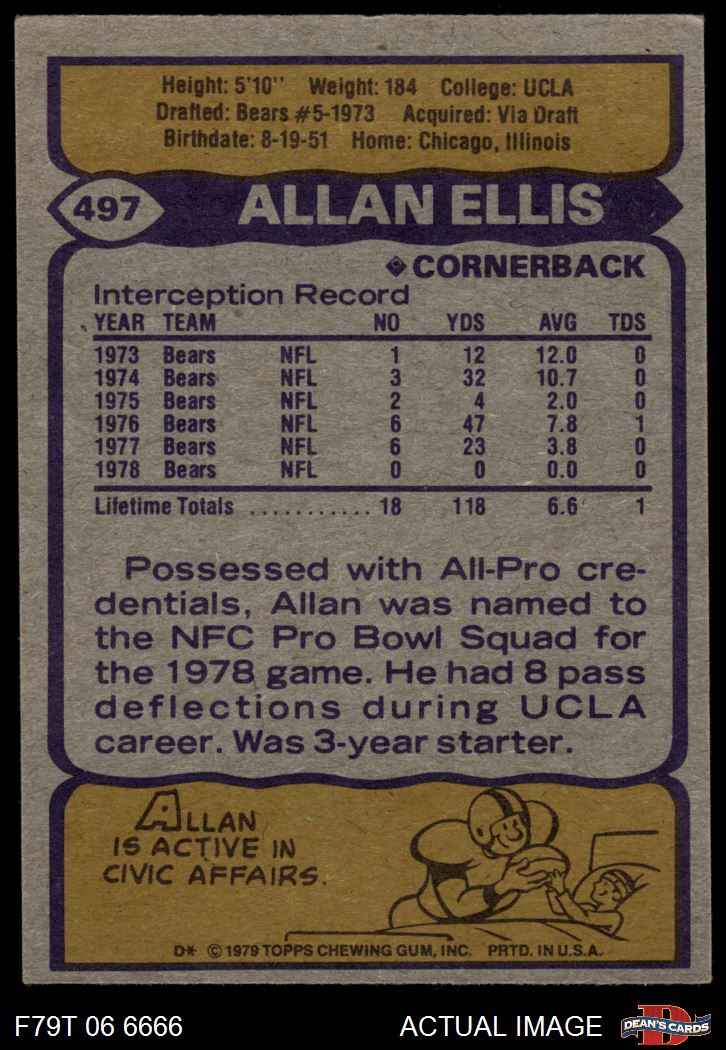 Height: 5'10" Weight: 184 College: UCLA
Drafted: Bears #5-1973 Acquired: Via Draft
Birthdate: 8-19-51 Home: Chicago, Illinois
497 ALLAN ELLIS
CORNERBACK
Interception Record
YEAR TEAM NO YDS AVG TDS
1973 Bears NFL 1 12 12.0 0
1974 Bears NFL 3 32 10.7 0
1975 Bears NFL 2 4 2.0 0
1976 Bears NFL 6 47 7.8 1
1977 Bears NFL 6 23 3.8 0
1978 Bears NFL 0 0 0.0 0
Lifetime Totals ........... 18 118 6.6 1
Possessed with All-Pro cre-
dentials, Allan was named to
the NFC Pro Bowl Squad for
the 1978 game. He had 8 pass
deflections during UCLA
career. Was 3-year starter.
ALLAN
IS ACTIVE IN
CIVIC AFFAIRS.
D* © 1979 TOPPS CHEWING GUM, INC. PRTD. IN U.S.A.
F79T 06 6666 ACTUAL IMAGE D DEAN'S CARDS